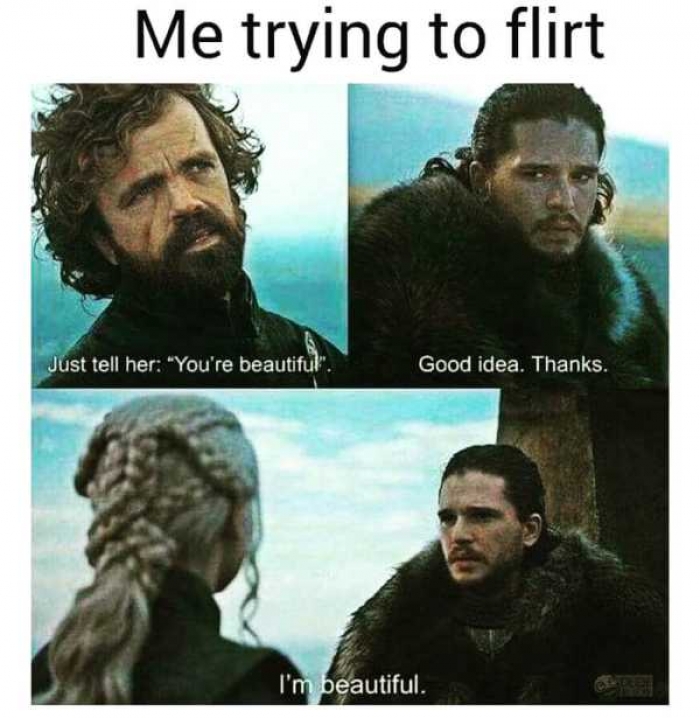 Me trying to flirt
Just tell her: "You're beautiful".
Good idea. Thanks.
I'm beautiful.